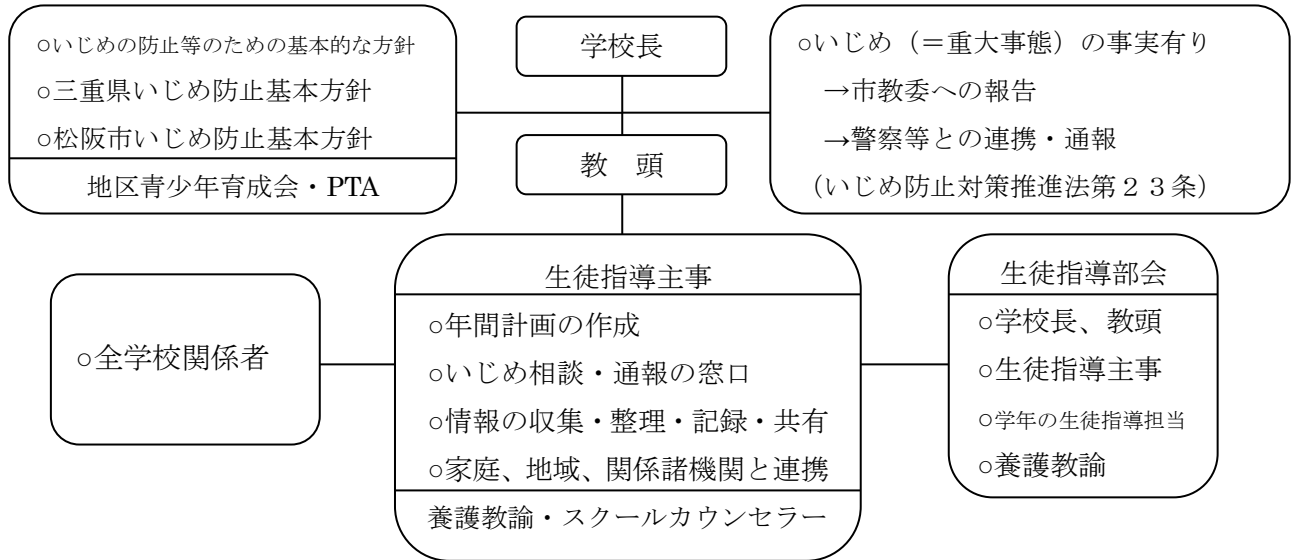 ○いじめの防止等のための基本的な方針
○三重県いじめ防止基本方針
○松阪市いじめ防止基本方針
地区青少年育成会・PTA
学校長
教　頭
○いじめ（＝重大事態）の事実有り
→市教委への報告
→警察等との連携・通報
（いじめ防止対策推進法第２３条）
○全学校関係者
生徒指導主事
○年間計画の作成
○いじめ相談・通報の窓口
○情報の収集・整理・記録・共有
○家庭、地域、関係諸機関と連携
養護教諭・スクールカウンセラー
生徒指導部会
○学校長、教頭
○生徒指導主事
○学年の生徒指導担当
○養護教諭